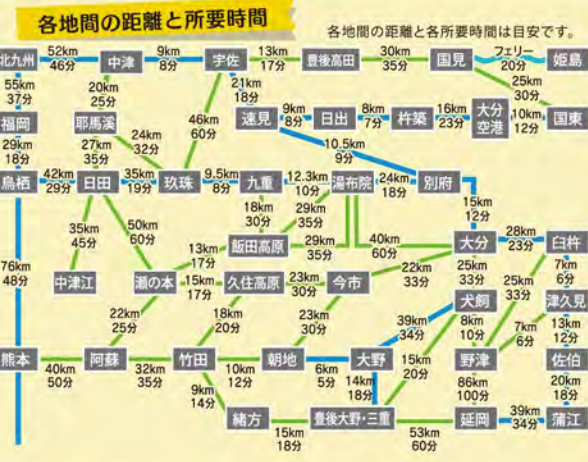 各地間の距離と所要時間
各地間の距離と各所要時間は目安です。
北九州
52km
46分
中津
9km
8分
宇佐
13km
17分
豊後高田
30km
35分
国見
フェリー
20分
姫島
55km
37分
20km
25分
21km
18分
25km
30分
福岡
耶馬溪
46km
60分
速見
9km
8分
日出
8km
7分
杵築
16km
23分
大分
空港
10km
12分
国東
29km
18分
27km
35分
24km
32分
10.5km
9分
鳥栖
42km
29分
日田
35km
19分
玖珠
9.5km
8分
九重
12.3km
10分
湯布院
24km
18分
別府
15km
12分
35km
45分
50km
60分
18km
30分
29km
35分
13km
17分
飯田高原
29km
35分
40km
60分
大分
28km
23分
臼杵
76km
48分
中津江
瀬の本
15km
17分
久住高原
23km
30分
今市
22km
33分
25km
33分
25km
33分
7km
6分
犬飼
津久見
22km
25分
18km
20分
23km
30分
39km
34分
8km
10分
7km
6分
13km
12分
熊本
40km
50分
阿蘇
32km
35分
竹田
10km
12分
朝地
6km
5分
大野
15km
20分
野津
佐伯
9km
14分
14km
18分
86km
100分
20km
18分
緒方
15km
18分
豊後大野・三重
53km
60分
延岡
39km
34分
蒲江